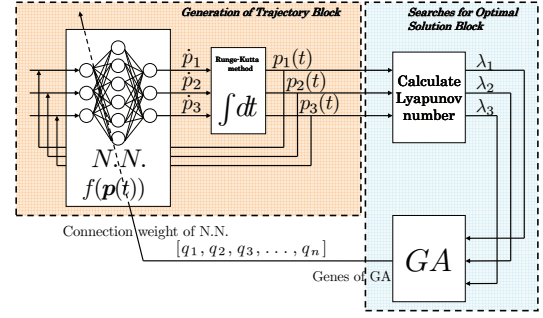 Generation of Trajectory Block
Searches for Optimal
Solution Block
ṗ₁
ṗ₂
ṗ₃
Runge-Kutta
method
∫dt
p₁(t)
p₂(t)
p₃(t)
Calculate
Lyapunov
number
λ₁
λ₂
λ₃
N.N.
f(p(t))
Connection weight of N.N.
[q₁, q₂, q₃, ..., qₙ]
Genes of GA
GA